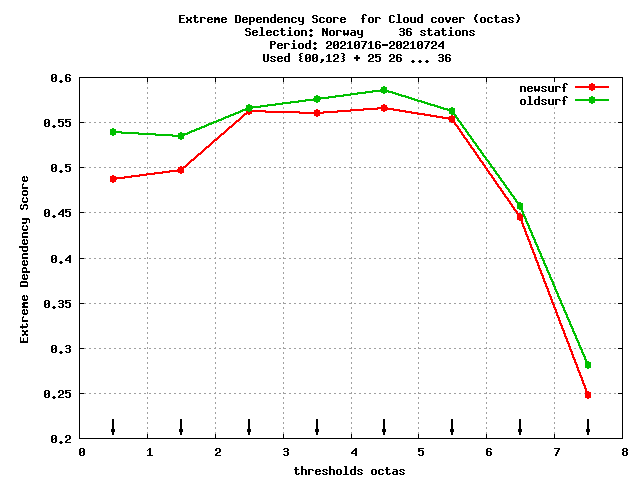 Extreme Dependency Score  for Cloud cover (octas)
Selection: Norway     36 stations
Period: 20210716-20210724
Used {00,12} + 25 26 ... 36
newsurf
oldsurf
Extreme Dependency Score
0.6
0.55
0.5
0.45
0.4
0.35
0.3
0.25
0.2
0 1 2 3 4 5 6 7 8
thresholds octas